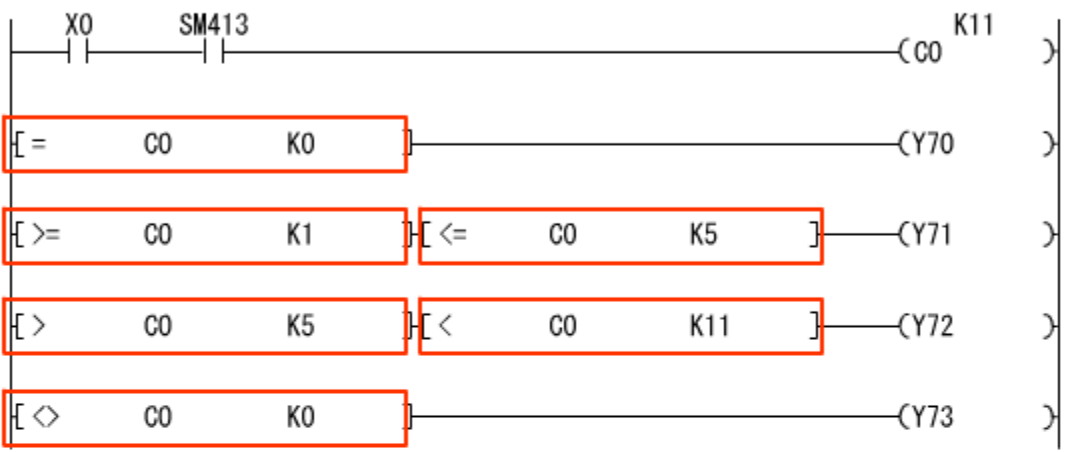 X0 SM413 K11
(C0 )
[ = C0 K0 ] (Y70 )
[ >= C0 K1 ] [ <= C0 K5 ] (Y71 )
[ > C0 K5 ] [ < C0 K11 ] (Y72 )
[ <> C0 K0 ] (Y73 )